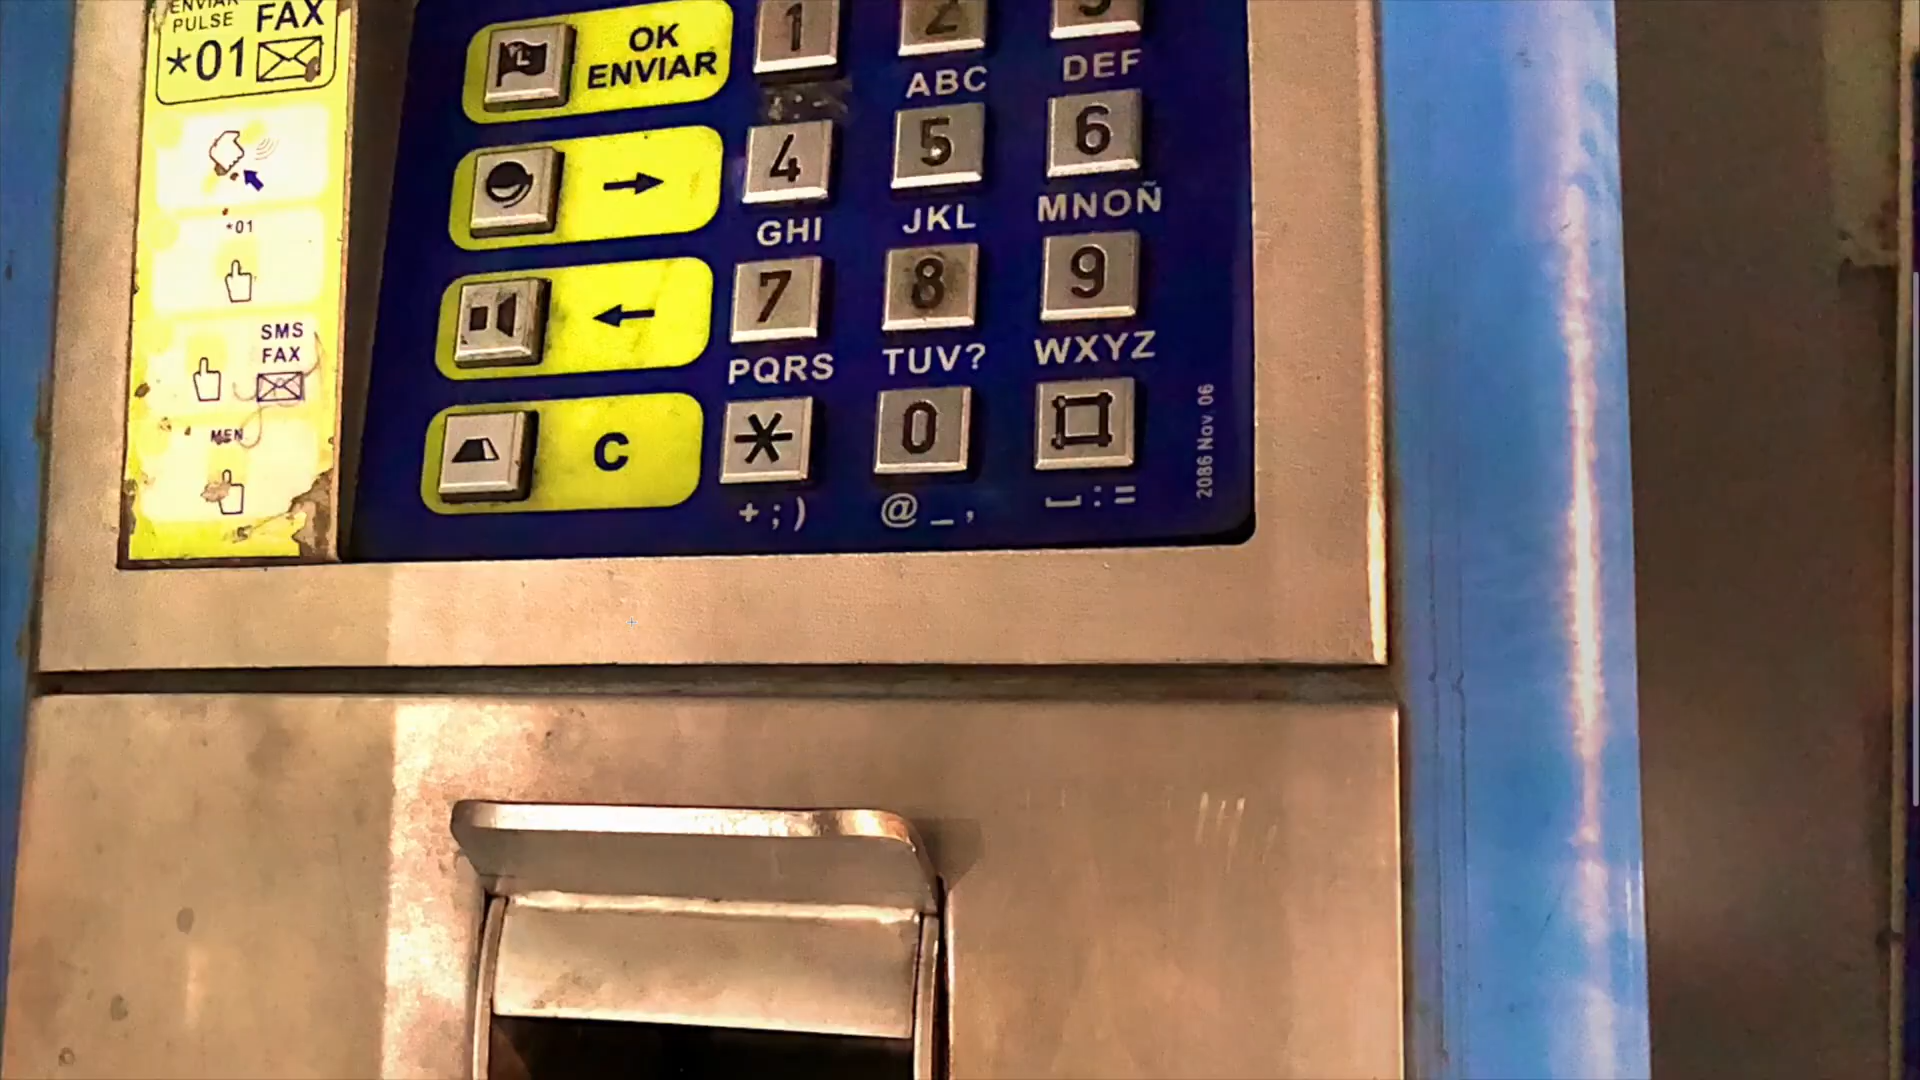 ENVIAR
PULSE
FAX
*01
*01
SMS
FAX
MEN
OK
ENVIAR
→
←
C
1
2
3
ABC
DEF
4
5
6
GHI
JKL
MNOÑ
7
8
9
PQRS
TUV?
WXYZ
*
0
+ ; )
@ _ ,
⎵ : =
2086 Nov. 06